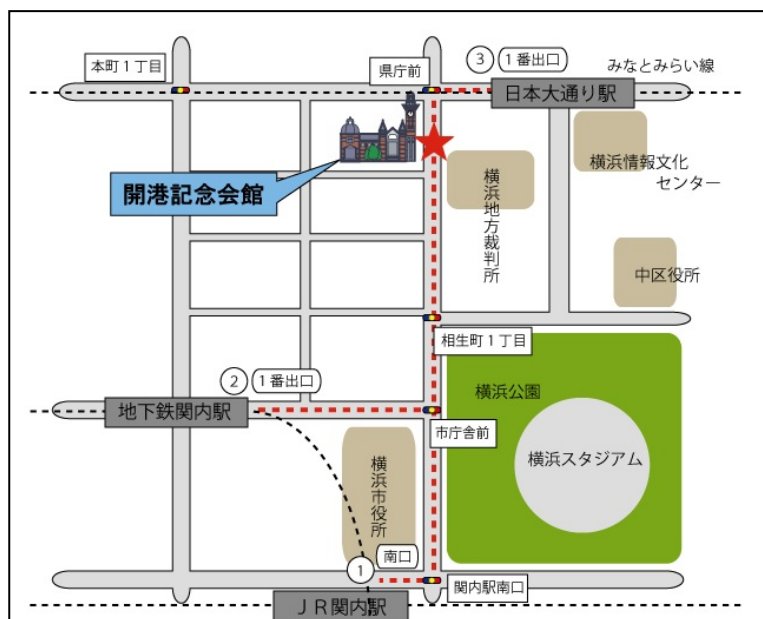 本町1丁目
県庁前
③ 1番出口
みなとみらい線
日本大通り駅
開港記念会館
横浜地方裁判所
横浜情報文化
センター
中区役所
相生町1丁目
② 1番出口
地下鉄関内駅
市庁舎前
横浜公園
横浜スタジアム
横浜市役所
① 南口
関内駅南口
JR関内駅